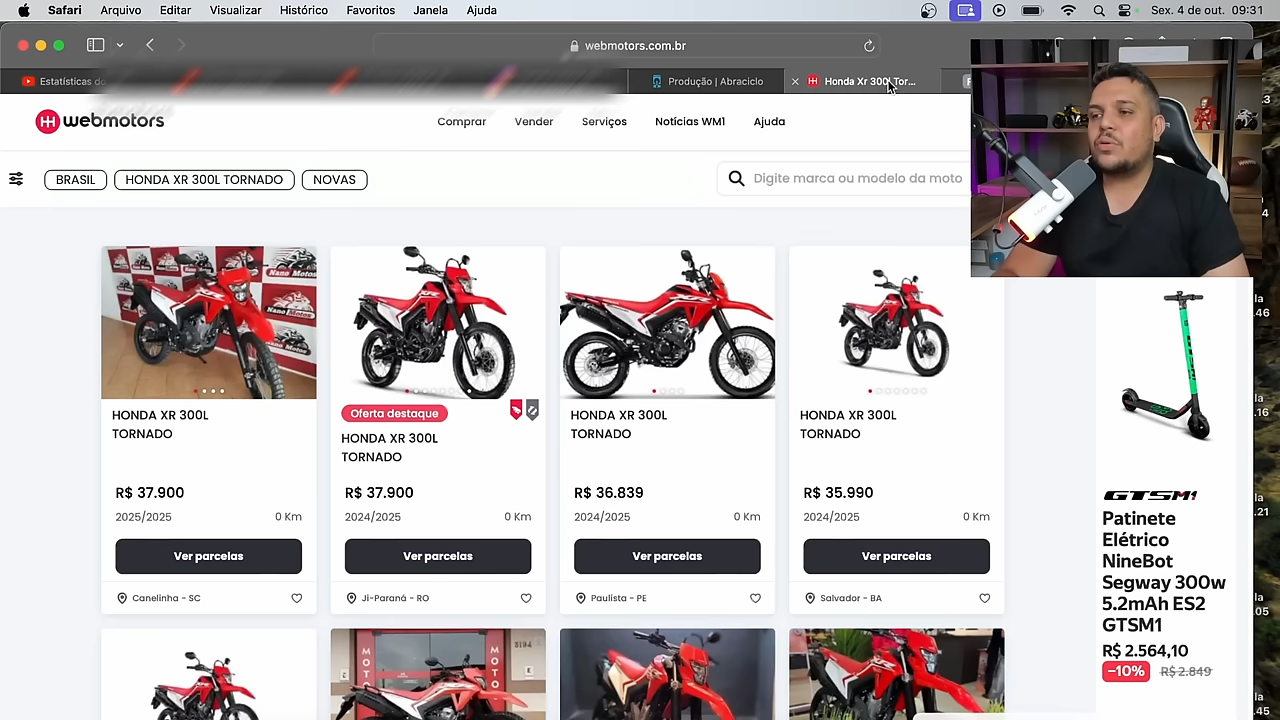 Safari Arquivo Editar Visualizar Histórico Favoritos Janela Ajuda Sex. 4 de out. 09:31
webmotors.com.br
Estatísticas do
Produção | Abraciclo
Honda Xr 300L Tor...
webmotors
Comprar Vender Serviços Notícias WM1 Ajuda
BRASIL HONDA XR 300L TORNADO NOVAS
Digite marca ou modelo da moto
HONDA XR 300L
TORNADO
R$ 37.900
2025/2025 0 Km
Ver parcelas
Canelinha - SC
Oferta destaque
HONDA XR 300L
TORNADO
R$ 37.900
2024/2025 0 Km
Ver parcelas
Ji-Paraná - RO
HONDA XR 300L
TORNADO
R$ 36.839
2024/2025 0 Km
Ver parcelas
Paulista - PE
HONDA XR 300L
TORNADO
R$ 35.990
2024/2025 0 Km
Ver parcelas
Salvador - BA
GTSM1
Patinete
Elétrico
NineBot
Segway 300w
5.2mAh ES2
GTSM1
R$ 2.564,10
-10% R$ 2.849